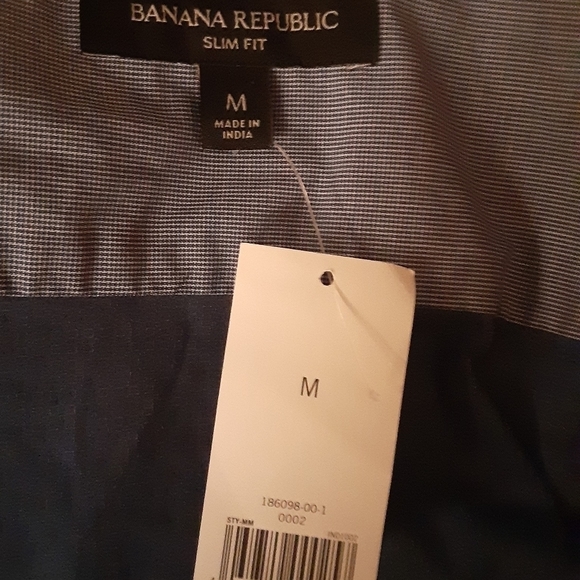 BANANA REPUBLIC
SLIM FIT
M
MADE IN
INDIA
M
186098-00-1
0002
STY-MM